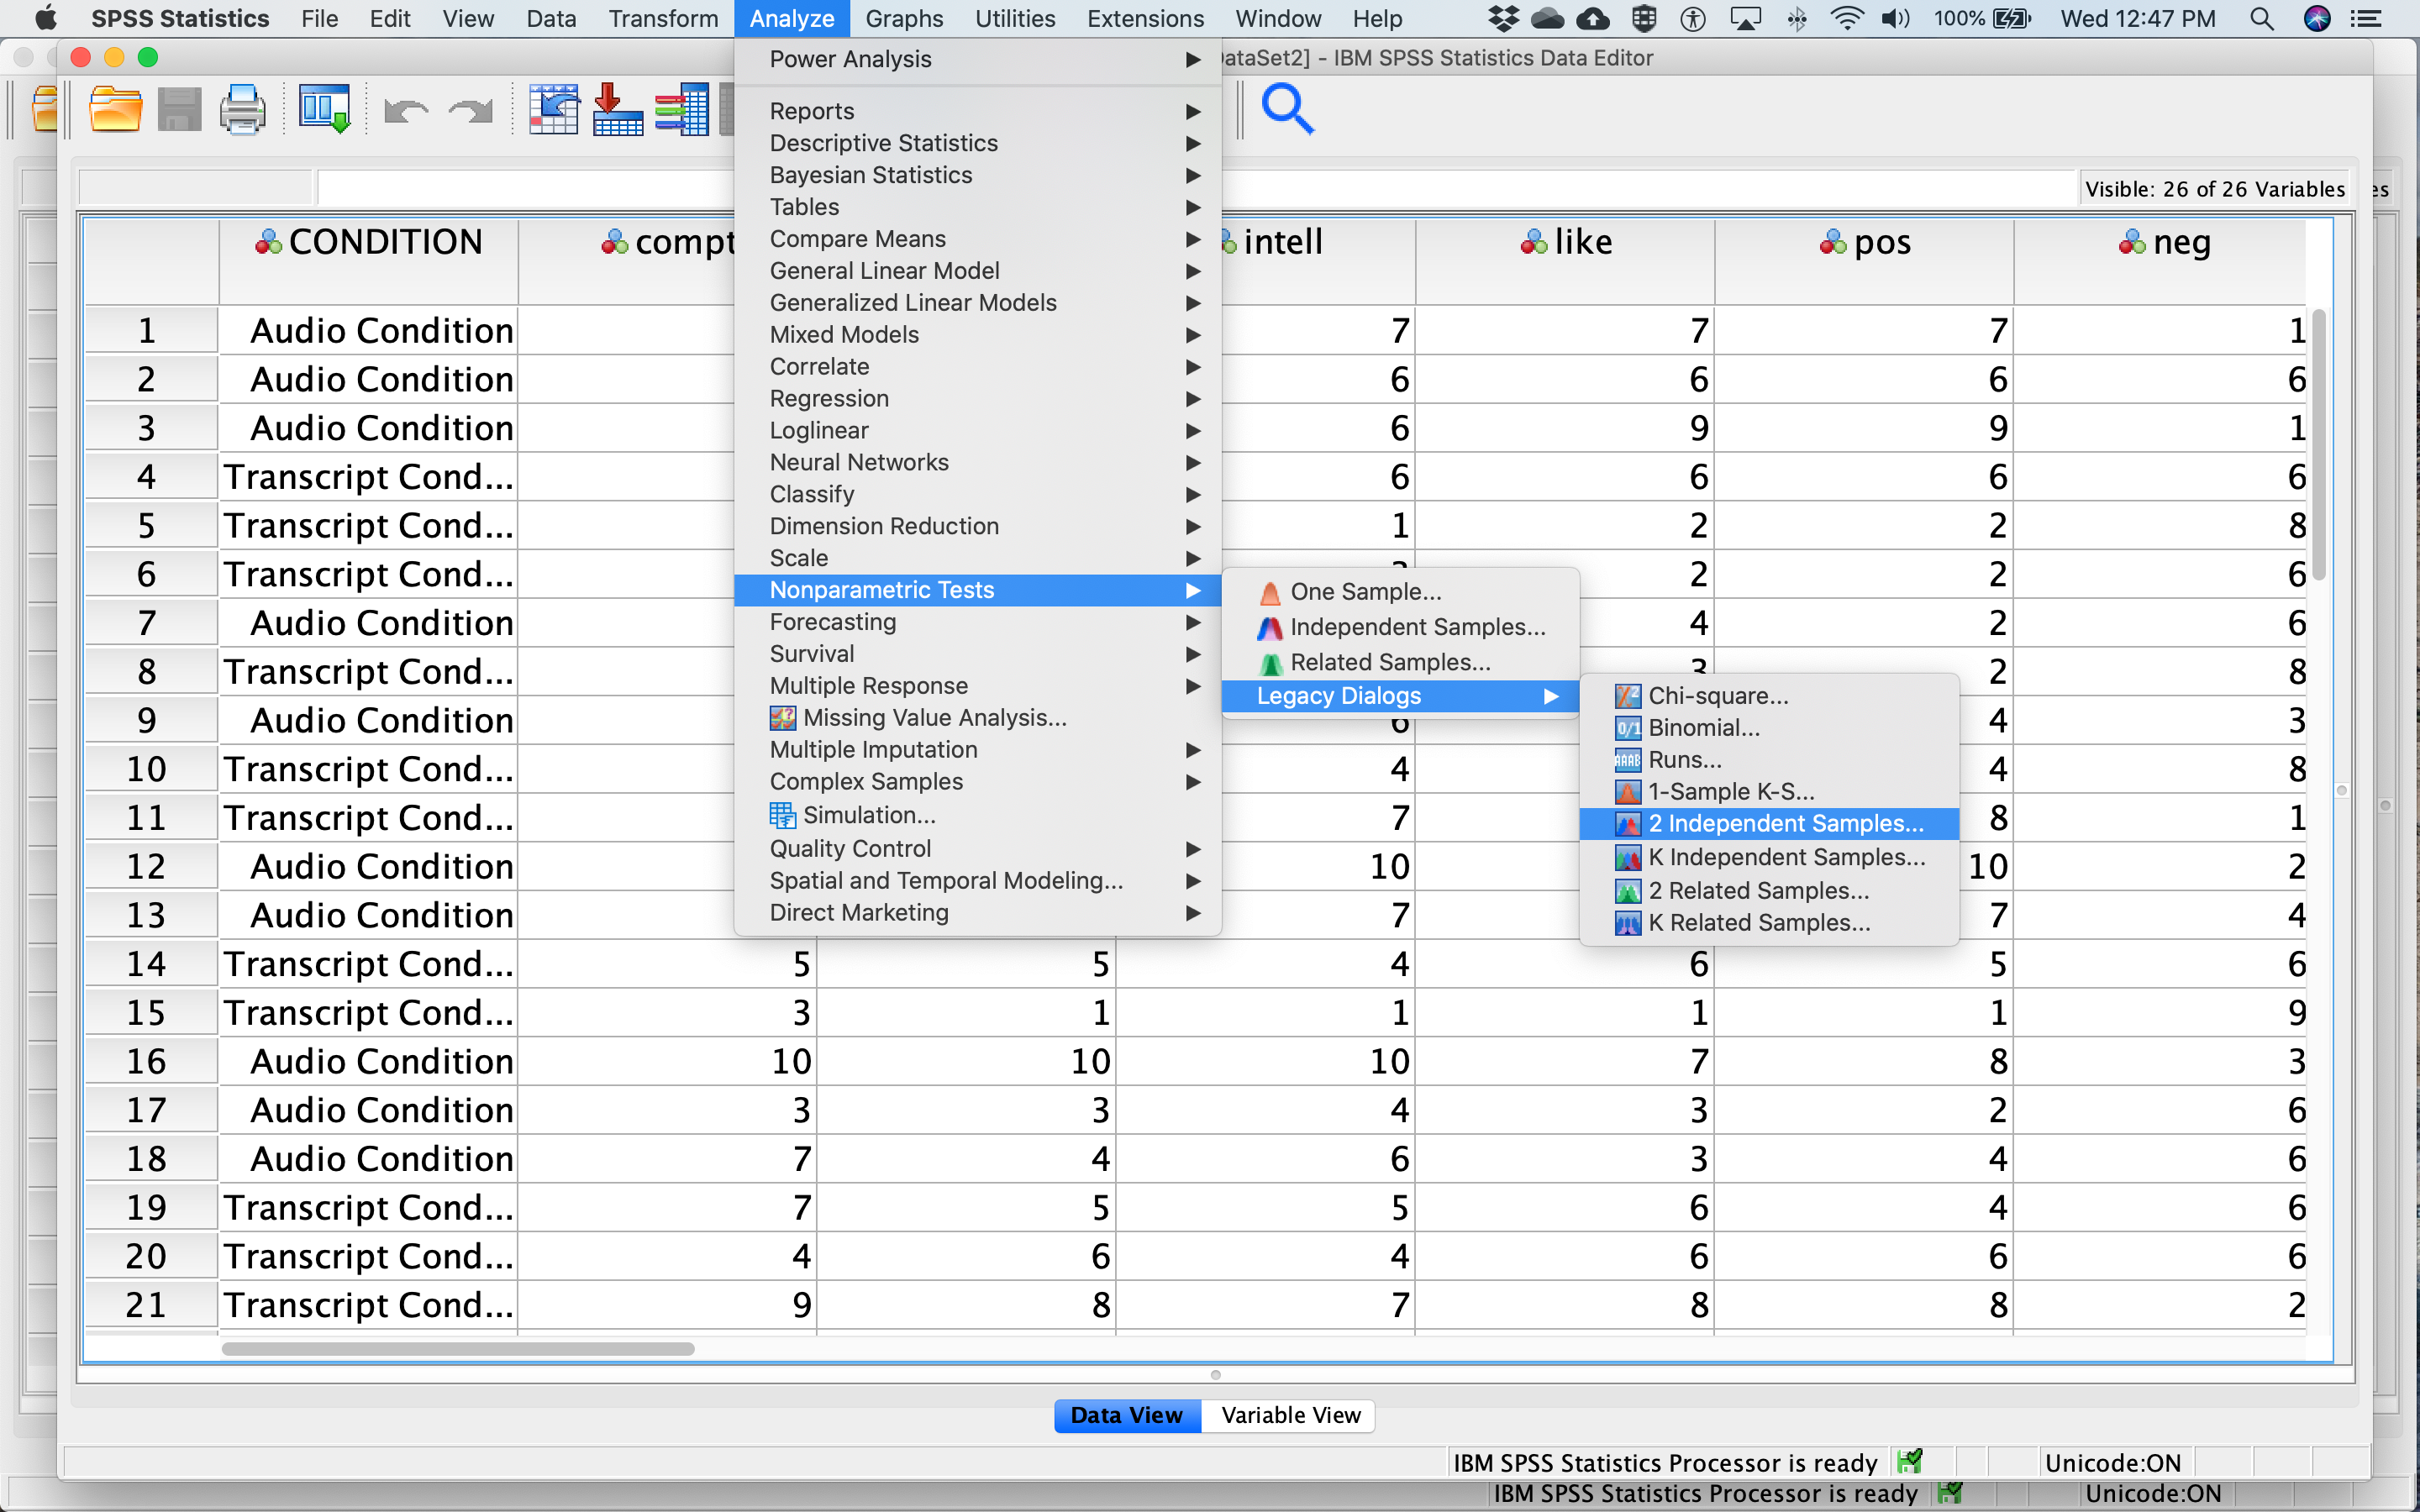 SPSS Statistics File Edit View Data Transform Analyze Graphs Utilities Extensions Window Help 100% Wed 12:47 PM
DataSet2] - IBM SPSS Statistics Data Editor
Power Analysis
Reports
Descriptive Statistics
Bayesian Statistics
Tables
Compare Means
General Linear Model
Generalized Linear Models
Mixed Models
Correlate
Regression
Loglinear
Neural Networks
Classify
Dimension Reduction
Scale
Nonparametric Tests
Forecasting
Survival
Multiple Response
Missing Value Analysis...
Multiple Imputation
Complex Samples
Simulation...
Quality Control
Spatial and Temporal Modeling...
Direct Marketing
One Sample...
Independent Samples...
Related Samples...
Legacy Dialogs
Chi-square...
Binomial...
Runs...
1-Sample K-S...
2 Independent Samples...
K Independent Samples...
2 Related Samples...
K Related Samples...
Visible: 26 of 26 Variables es
CONDITION compt intell like pos neg
1 Audio Condition 7 7 7 1
2 Audio Condition 6 6 6 6
3 Audio Condition 6 9 9 1
4 Transcript Cond... 6 6 6 6
5 Transcript Cond... 1 2 2 8
6 Transcript Cond... 2 2 6
7 Audio Condition 4 2 6
8 Transcript Cond... 3 2 8
9 Audio Condition 6 4 3
10 Transcript Cond... 4 4 8
11 Transcript Cond... 7 8 1
12 Audio Condition 10 10 2
13 Audio Condition 7 7 4
14 Transcript Cond... 5 5 4 6 5 6
15 Transcript Cond... 3 1 1 1 1 9
16 Audio Condition 10 10 10 7 8 3
17 Audio Condition 3 3 4 3 2 6
18 Audio Condition 7 4 6 3 4 6
19 Transcript Cond... 7 5 5 6 4 6
20 Transcript Cond... 4 6 4 6 6 6
21 Transcript Cond... 9 8 7 8 8 2
Data View Variable View
IBM SPSS Statistics Processor is ready Unicode:ON
IBM SPSS Statistics Processor is ready Unicode:ON